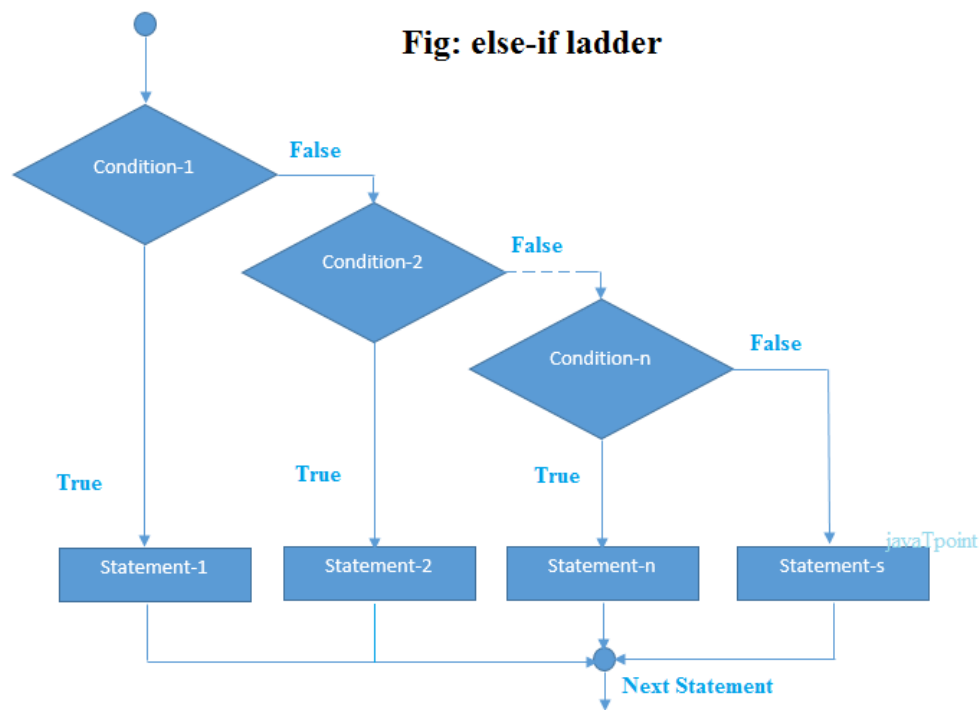 Fig: else-if ladder
Condition-1
False
Condition-2
False
Condition-n
False
True
True
True
javaTpoint
Statement-1
Statement-2
Statement-n
Statement-s
Next Statement